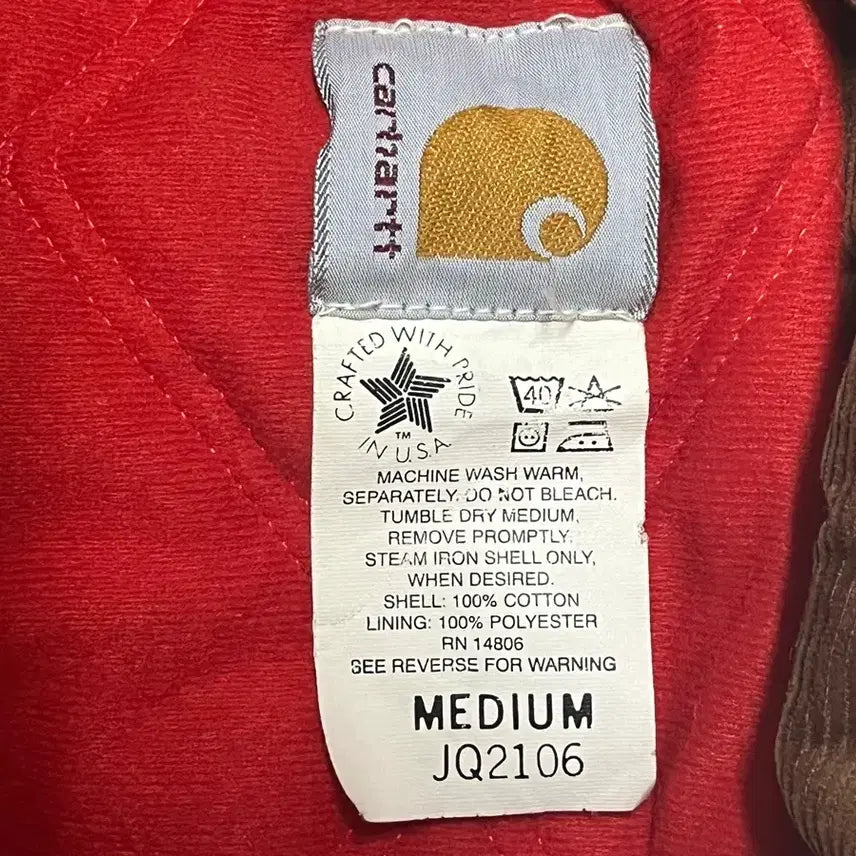 carhartt
CRAFTED WITH PRIDE
TM
IN U.S.A.
40
MACHINE WASH WARM,
SEPARATELY. DO NOT BLEACH.
TUMBLE DRY MEDIUM,
REMOVE PROMPTLY.
STEAM IRON SHELL ONLY,
WHEN DESIRED.
SHELL: 100% COTTON
LINING: 100% POLYESTER
RN 14806
SEE REVERSE FOR WARNING
MEDIUM
JQ2106